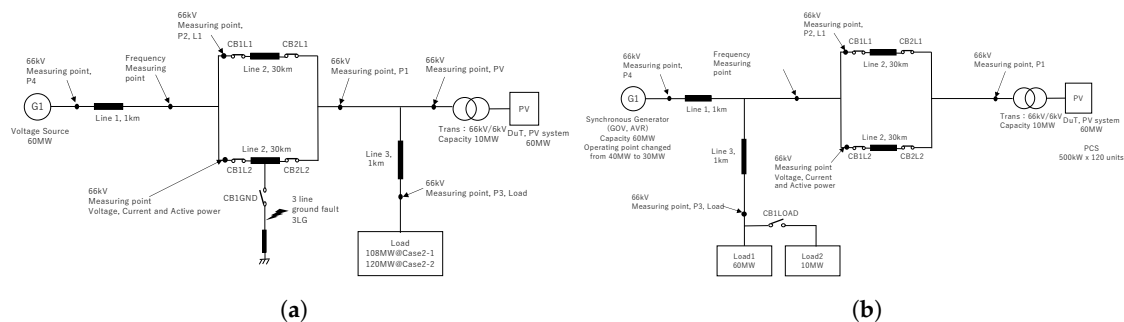 66kV
Measuring point,
P2, L1
CB1L1
CB2L1
Line 2, 30km
Frequency
Measuring
point
66kV
Measuring point,
P4
G1
Voltage Source
60MW
Line 1, 1km
66kV
Measuring point, P1
66kV
Measuring point, PV
PV
Trans : 66kV/6kV
Capacity 10MW
DuT, PV system
60MW
Line 2, 30km
CB1L2
CB2L2
Line 3,
1km
66kV
Measuring point
Voltage, Current and Active power
CB1GND
3 line
ground fault
3LG
66kV
Measuring point, P3, Load
Load
108MW@Case2-1
120MW@Case2-2
(a)
66kV
Measuring point,
P2, L1
CB1L1
CB2L1
Line 2, 30km
Frequency
Measuring
point
66kV
Measuring point,
P4
G1
Line 1, 1km
Synchronous Generator
(GOV, AVR)
Capacity 60MW
Operating point changed
from 40MW to 30MW
66kV
Measuring point, P1
PV
Trans : 66kV/6kV
Capacity 10MW
DuT, PV system
60MW
PCS
500kW x 120 units
Line 2, 30km
CB1L2
CB2L2
Line 3,
1km
66kV
Measuring point
Voltage, Current
and Active power
66kV
Measuring point, P3, Load
CB1LOAD
Load1
60MW
Load2
10MW
(b)